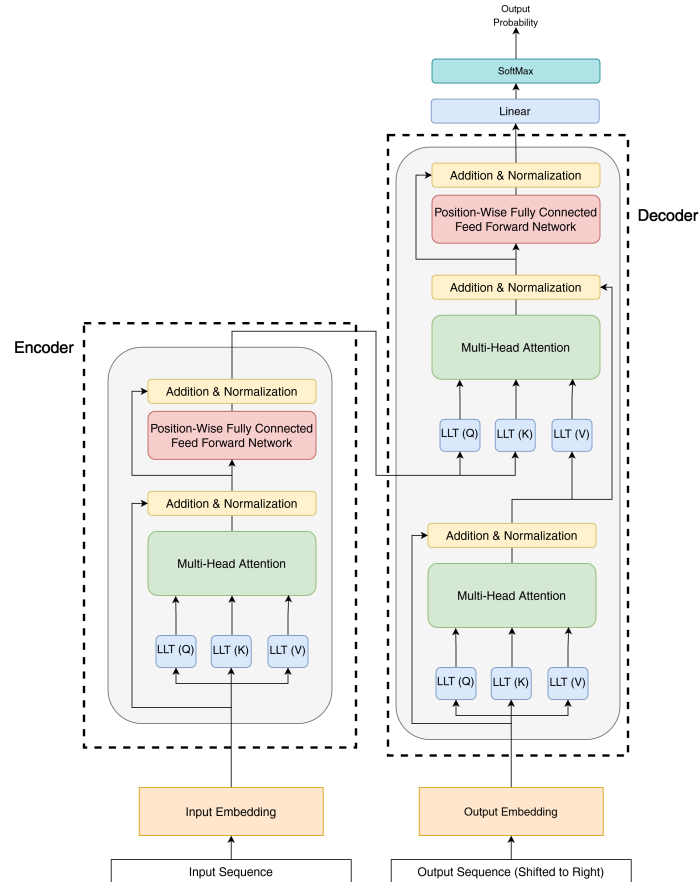 Output
Probability
SoftMax
Linear
Decoder
Addition & Normalization
Position-Wise Fully Connected
Feed Forward Network
Addition & Normalization
Multi-Head Attention
LLT (Q)
LLT (K)
LLT (V)
Addition & Normalization
Multi-Head Attention
LLT (Q)
LLT (K)
LLT (V)
Output Embedding
Output Sequence (Shifted to Right)
Encoder
Addition & Normalization
Position-Wise Fully Connected
Feed Forward Network
Addition & Normalization
Multi-Head Attention
LLT (Q)
LLT (K)
LLT (V)
Input Embedding
Input Sequence